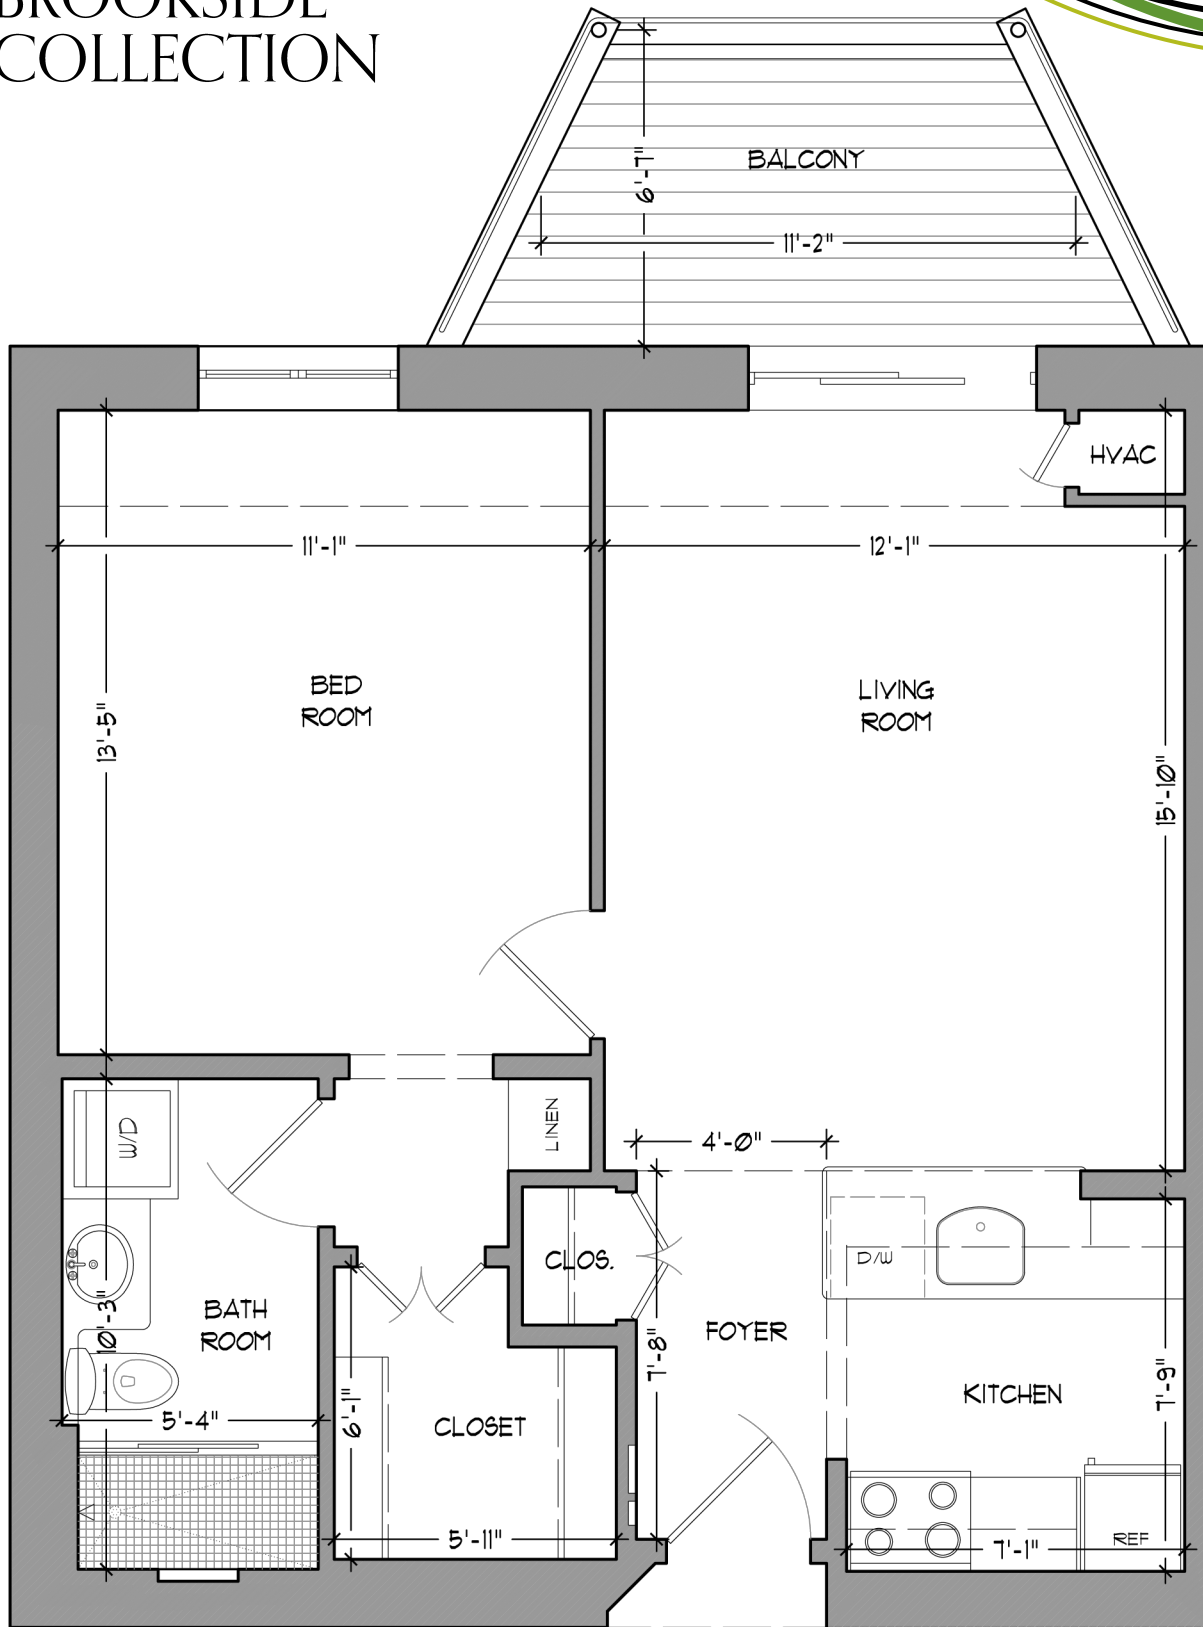 BROOKSIDE
COLLECTION
BALCONY
6'-7"
11'-2"
HVAC
11'-1"
12'-1"
BED
ROOM
LIVING
ROOM
13'-5"
15'-10"
W/D
LINEN
4'-0"
CLOS.
D/W
BATH
ROOM
10'-3"
FOYER
7'-8"
KITCHEN
7'-9"
5'-4"
6'-1"
CLOSET
5'-11"
7'-1"
REF